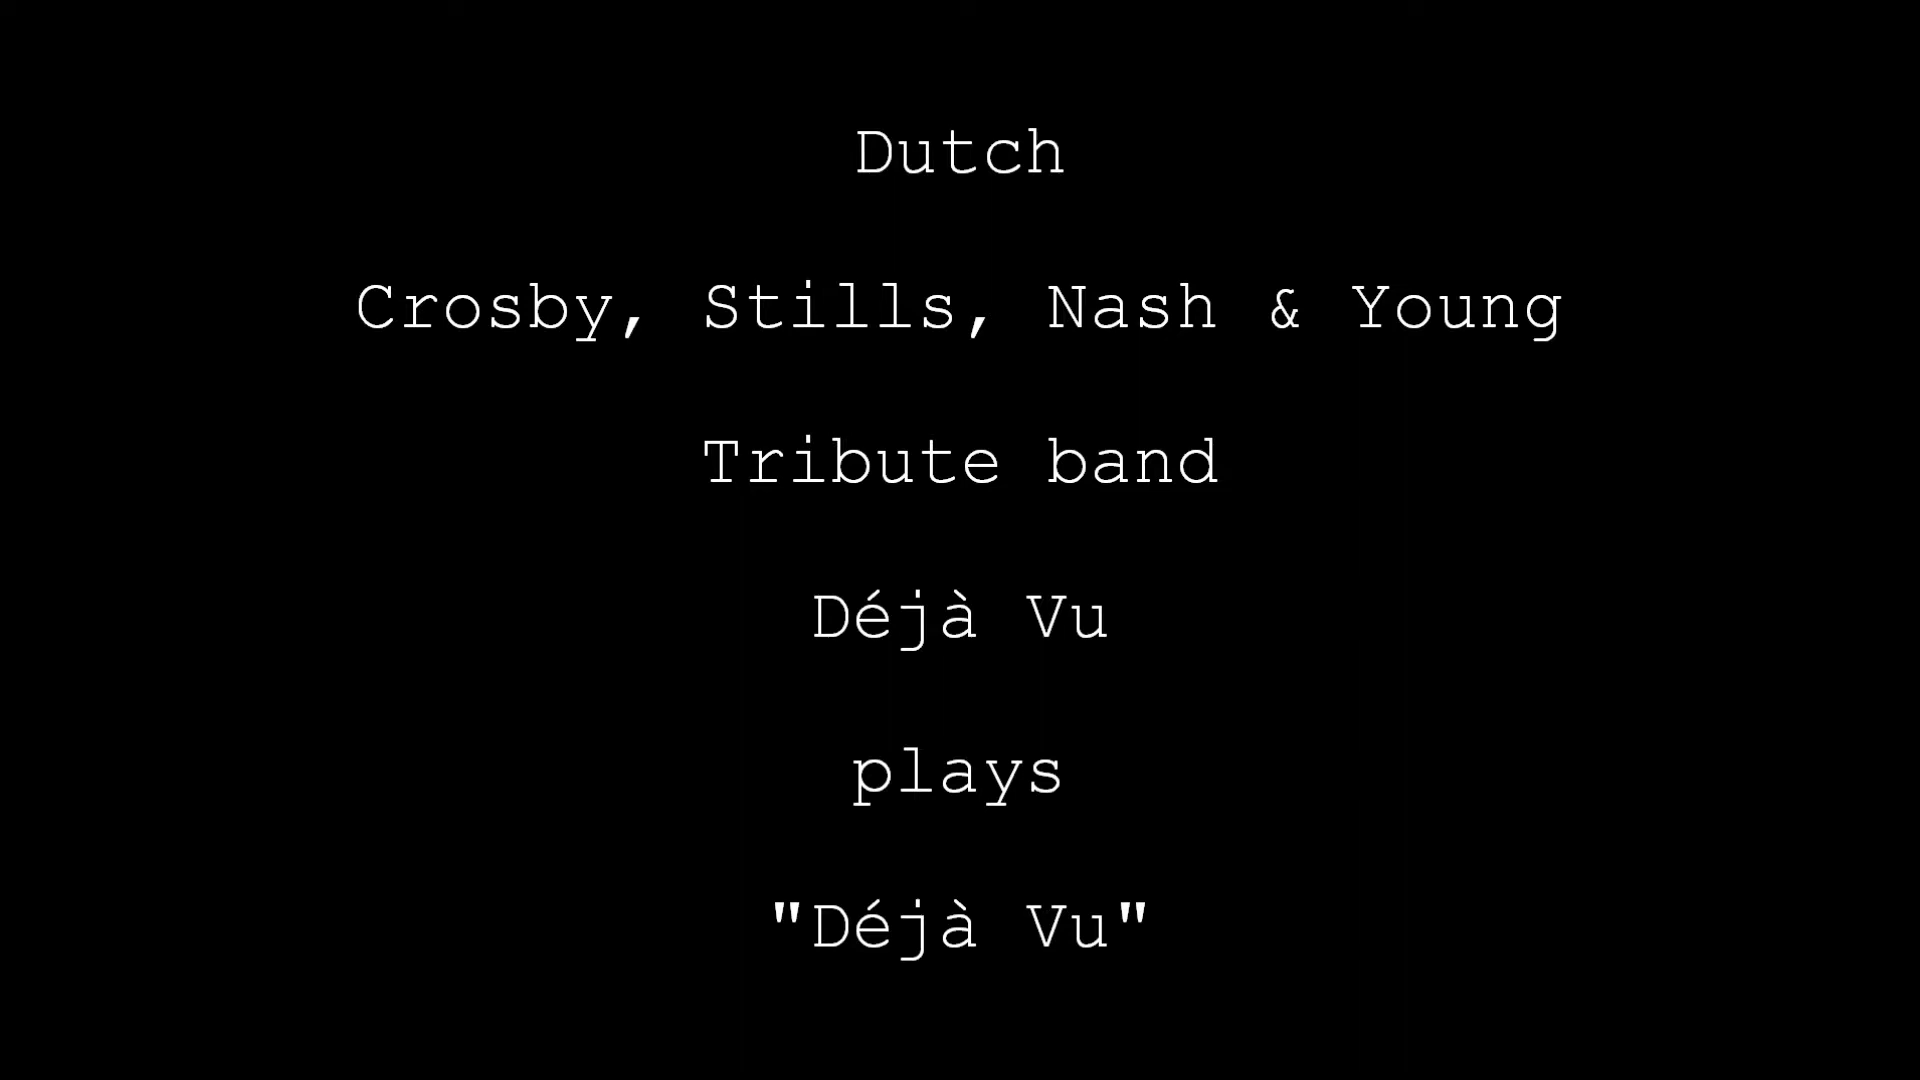 Dutch
Crosby, Stills, Nash & Young
Tribute band
Déjà Vu
plays
"Déjà Vu"